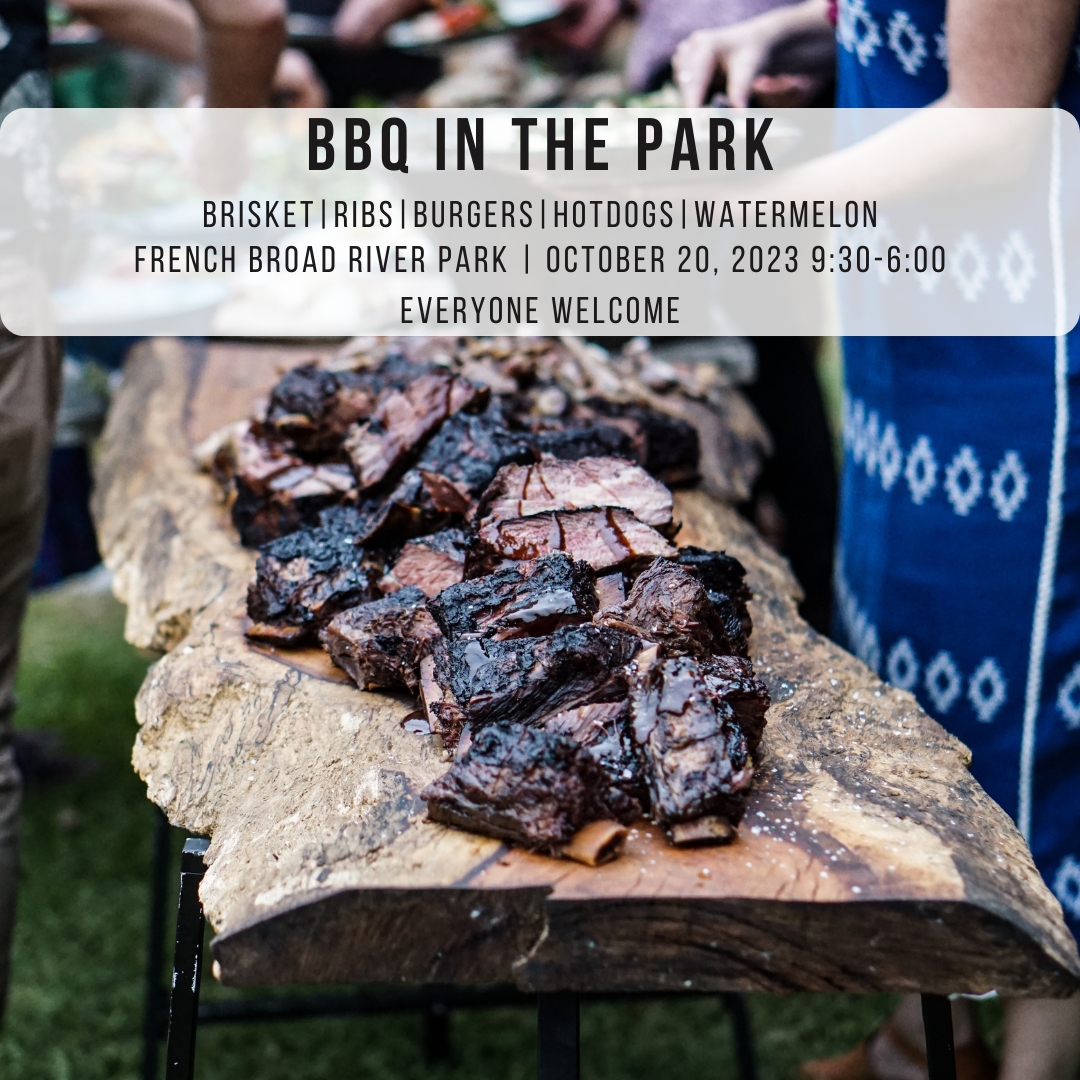 BBQ IN THE PARK
BRISKET|RIBS|BURGERS|HOTDOGS|WATERMELON
FRENCH BROAD RIVER PARK | OCTOBER 20, 2023 9:30-6:00
EVERYONE WELCOME